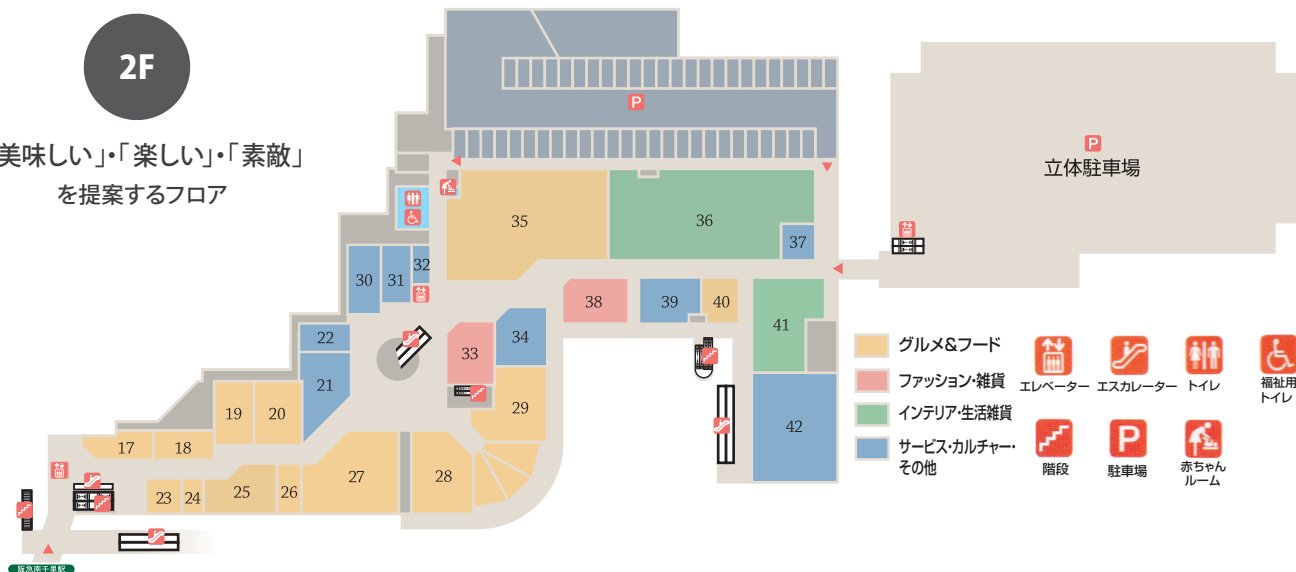 2F
美味しい」・「楽しい」・「素敵」
を提案するフロア
P
P
立体駐車場
35
36
37
32
31
30
38
39
40
41
34
33
22
21
29
42
19
20
17
18
27
28
23
24
25
26
阪急南千里駅
グルメ&フード
ファッション・雑貨
インテリア・生活雑貨
サービス・カルチャー・
その他
エレベーター
エスカレーター
トイレ
福祉用
トイレ
階段
P
駐車場
赤ちゃん
ルーム